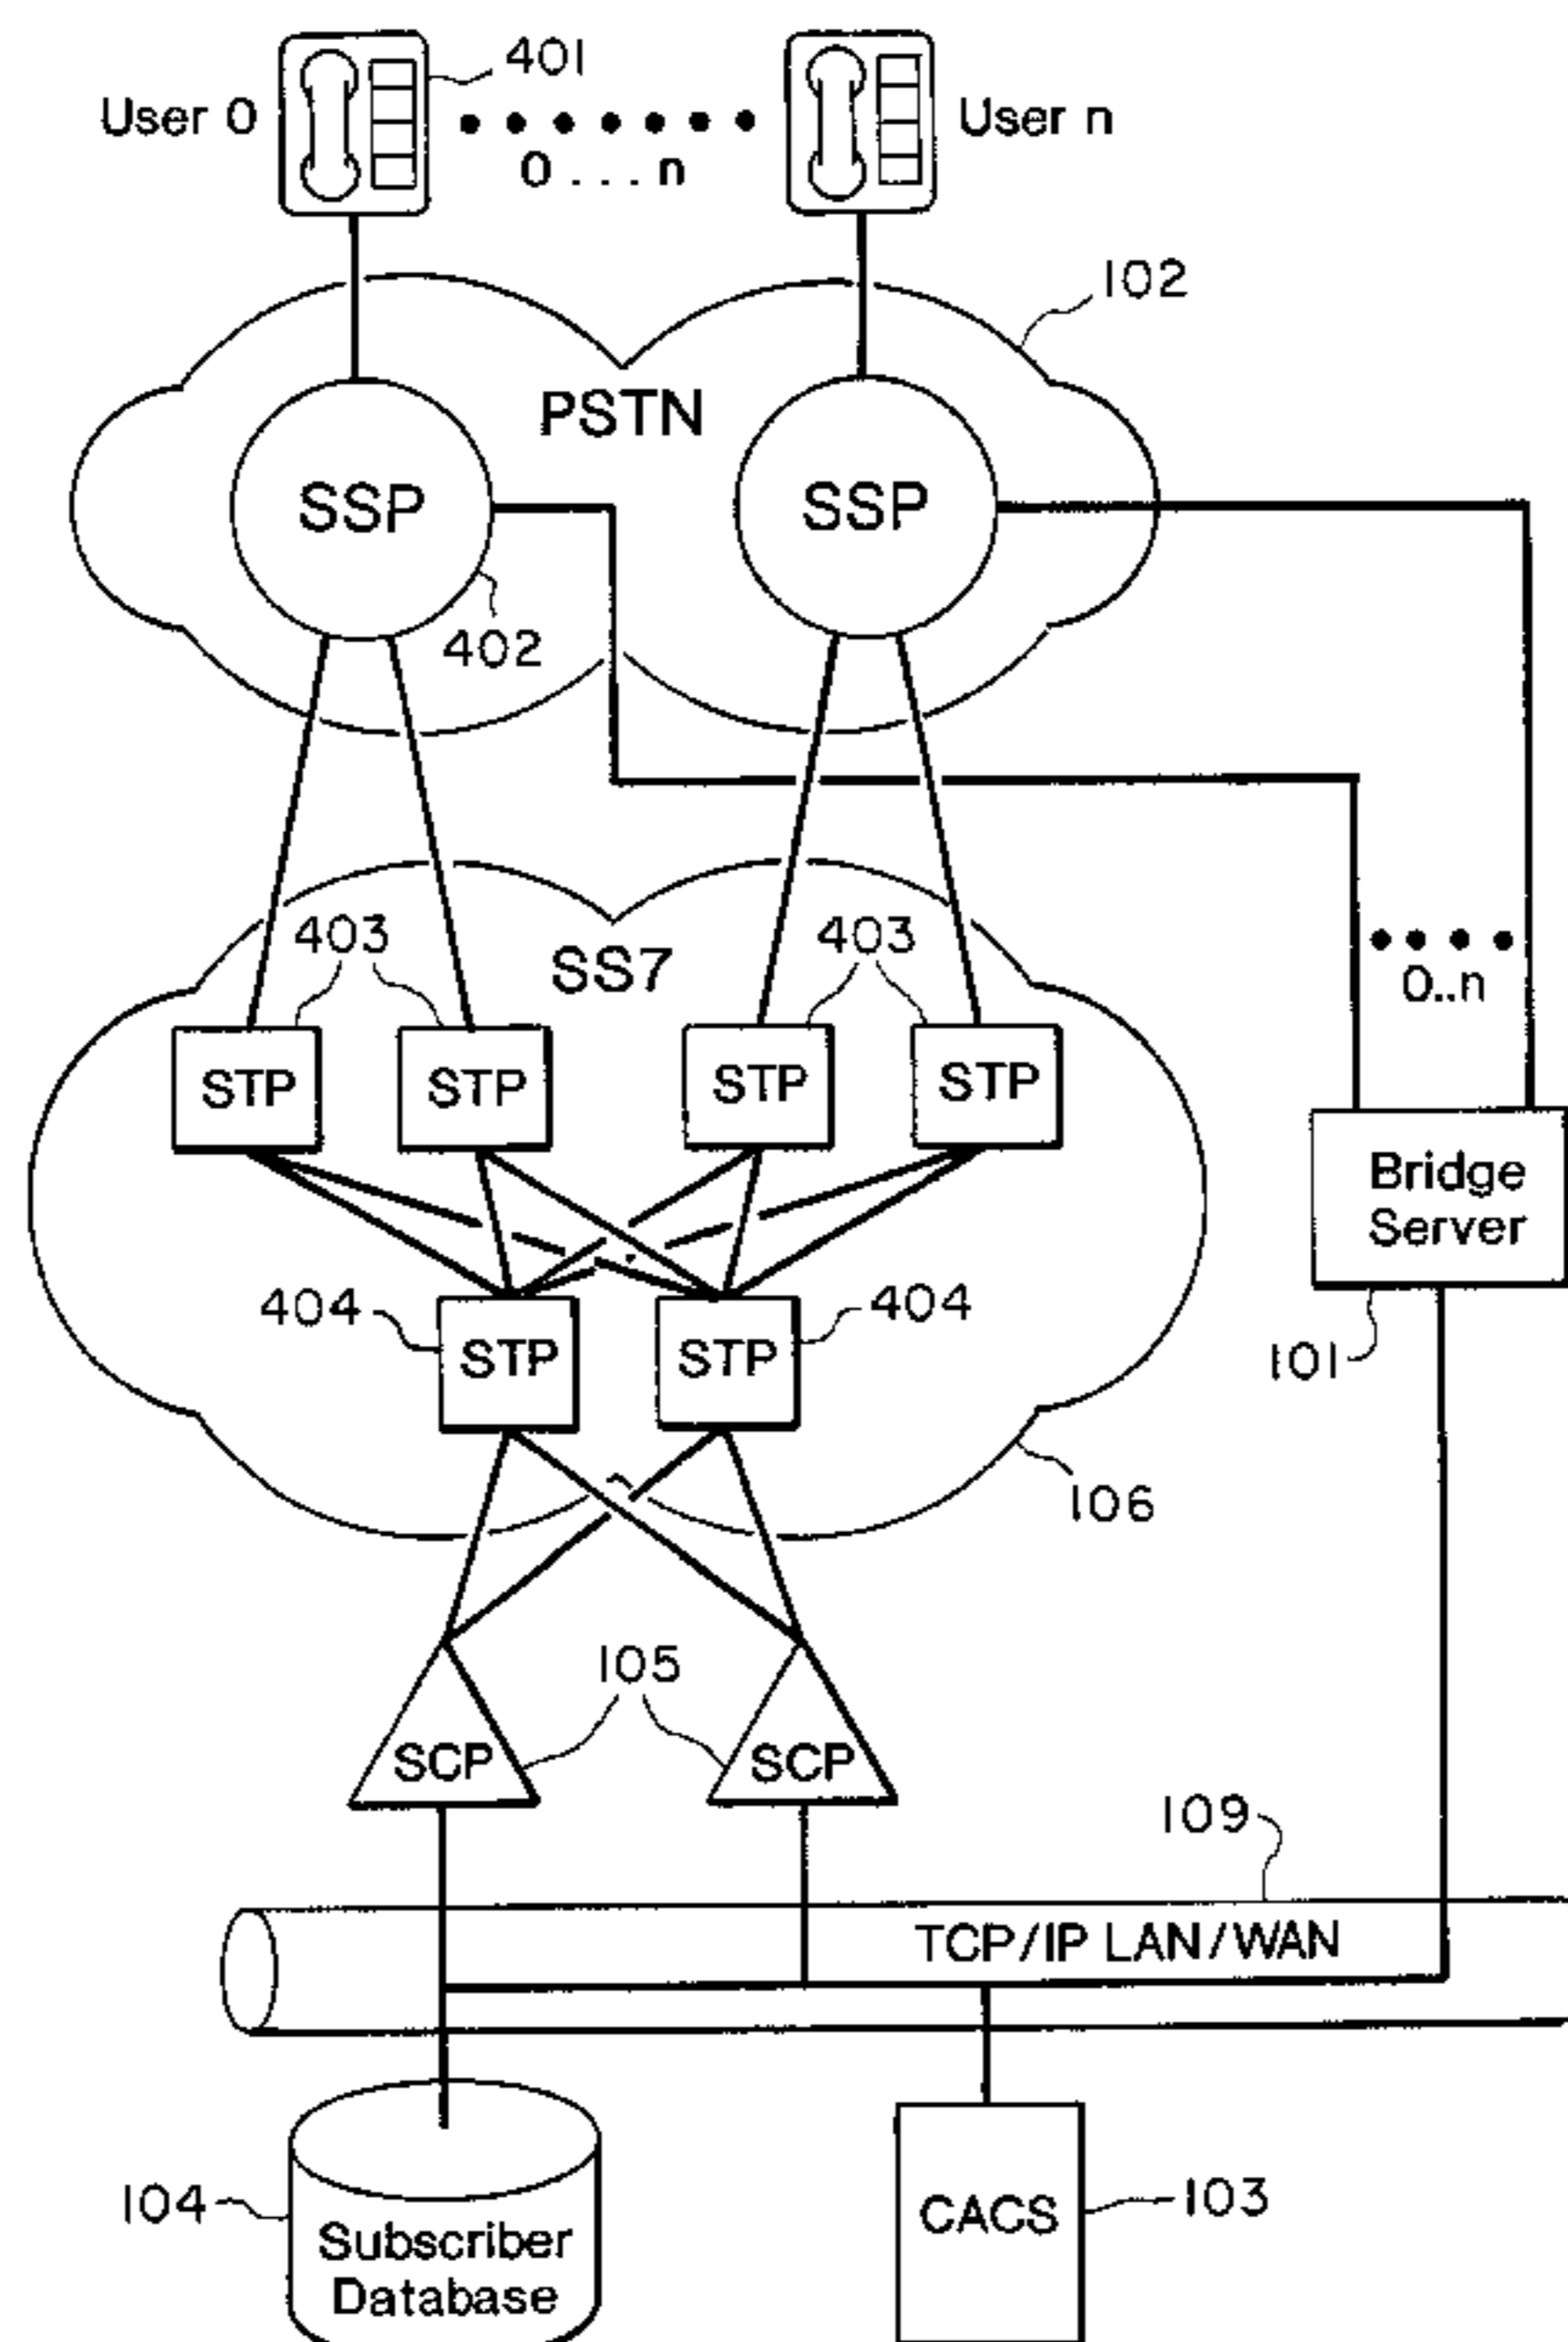 401
User 0
User n
0 . . . n
102
PSTN
SSP
SSP
402
403
403
SS7
0..n
STP
STP
STP
STP
Bridge
Server
404
404
STP
STP
101
106
105
SCP
SCP
109
TCP/IP LAN/WAN
104
103
CACS
Subscriber
Database